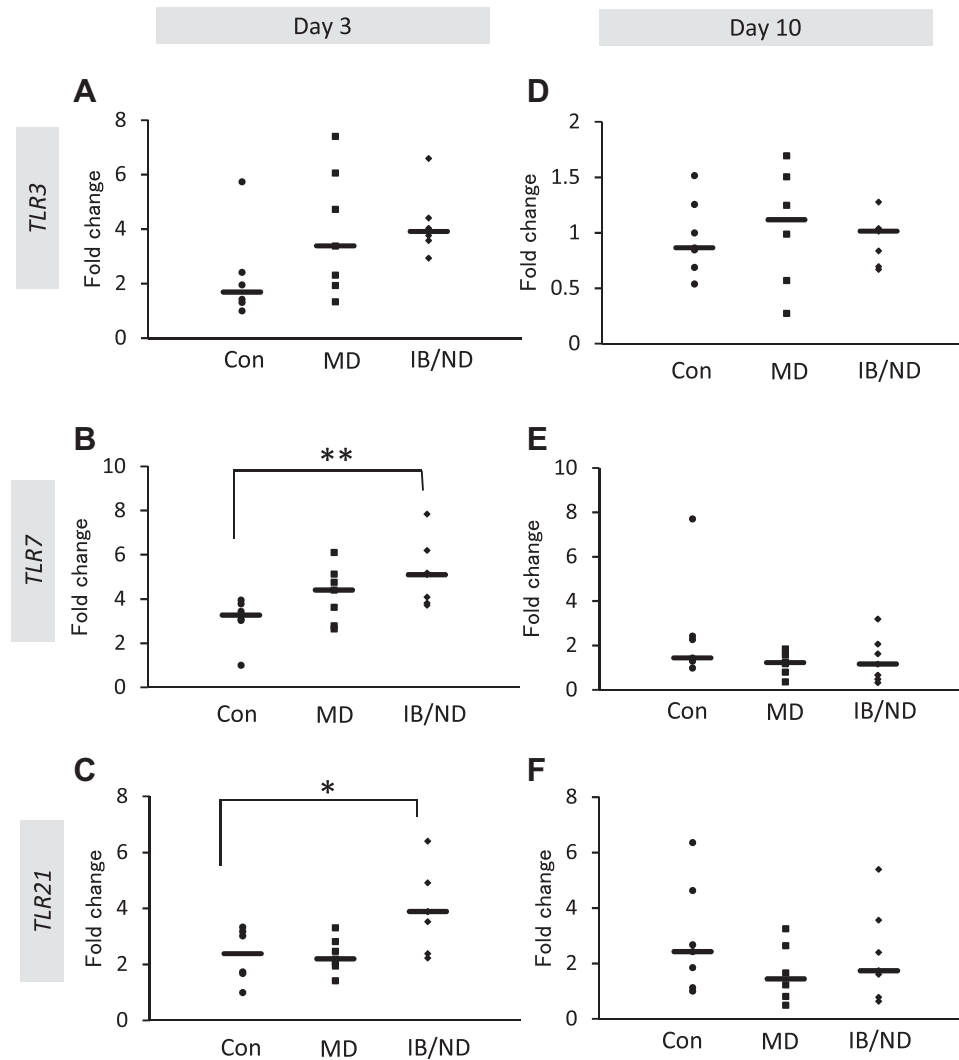 Day 3
Day 10
TLR3
A
Fold change
8
6
4
2
0
Con MD IB/ND
D
Fold change
2
1.5
1
0.5
0
Con MD IB/ND
TLR7
B
Fold change
10
8
6
4
2
0
**
Con MD IB/ND
E
Fold change
10
8
6
4
2
0
Con MD IB/ND
TLR21
C
Fold change
8
6
4
2
0
*
Con MD IB/ND
F
Fold change
8
6
4
2
0
Con MD IB/ND